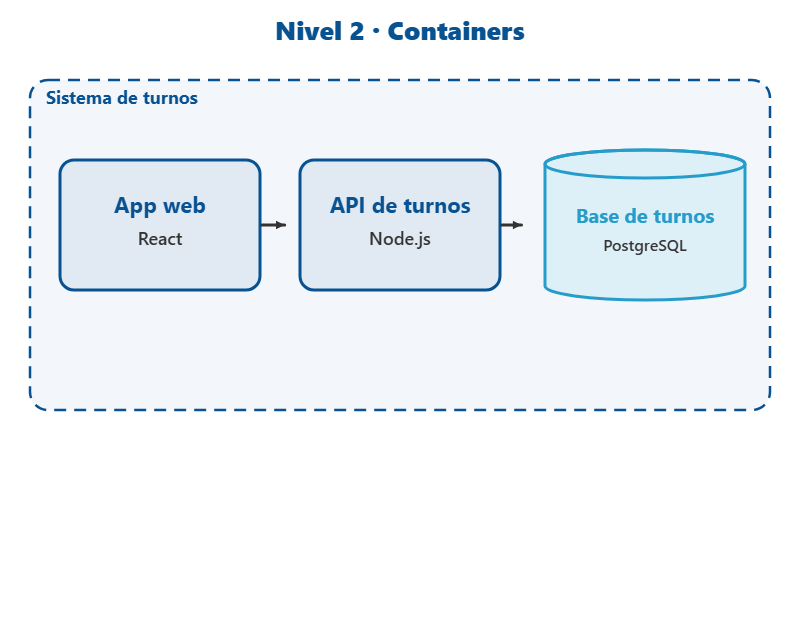 Nivel 2 · Containers
Sistema de turnos
App web
React
API de turnos
Node.js
Base de turnos
PostgreSQL